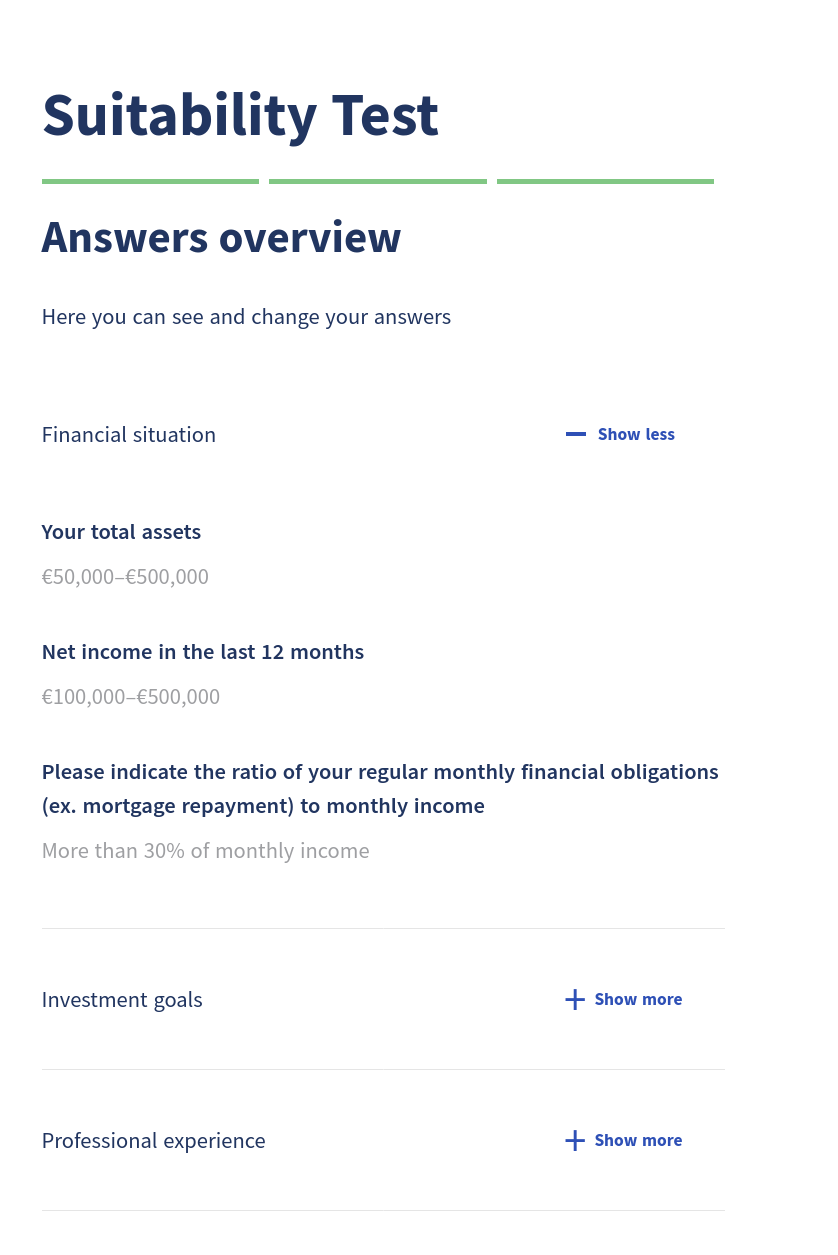 Suitability Test
Answers overview
Here you can see and change your answers
Financial situation
Show less
Your total assets
€50,000–€500,000
Net income in the last 12 months
€100,000–€500,000
Please indicate the ratio of your regular monthly financial obligations
(ex. mortgage repayment) to monthly income
More than 30% of monthly income
Investment goals
Show more
Professional experience
Show more